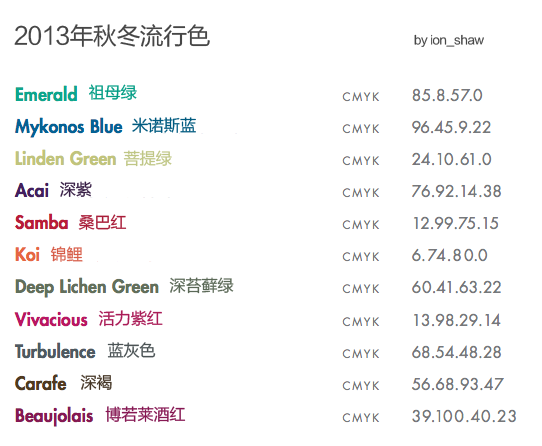 2013年秋冬流行色 by ion_shaw
Emerald 祖母绿 CMYK 85.8.57.0
Mykonos Blue 米诺斯蓝 CMYK 96.45.9.22
Linden Green 菩提绿 CMYK 24.10.61.0
Acai 深紫 CMYK 76.92.14.38
Samba 桑巴红 CMYK 12.99.75.15
Koi 锦鲤 CMYK 6.74.80.0
Deep Lichen Green 深苔藓绿 CMYK 60.41.63.22
Vivacious 活力紫红 CMYK 13.98.29.14
Turbulence 蓝灰色 CMYK 68.54.48.28
Carafe 深褐 CMYK 56.68.93.47
Beaujolais 博若莱酒红 CMYK 39.100.40.23